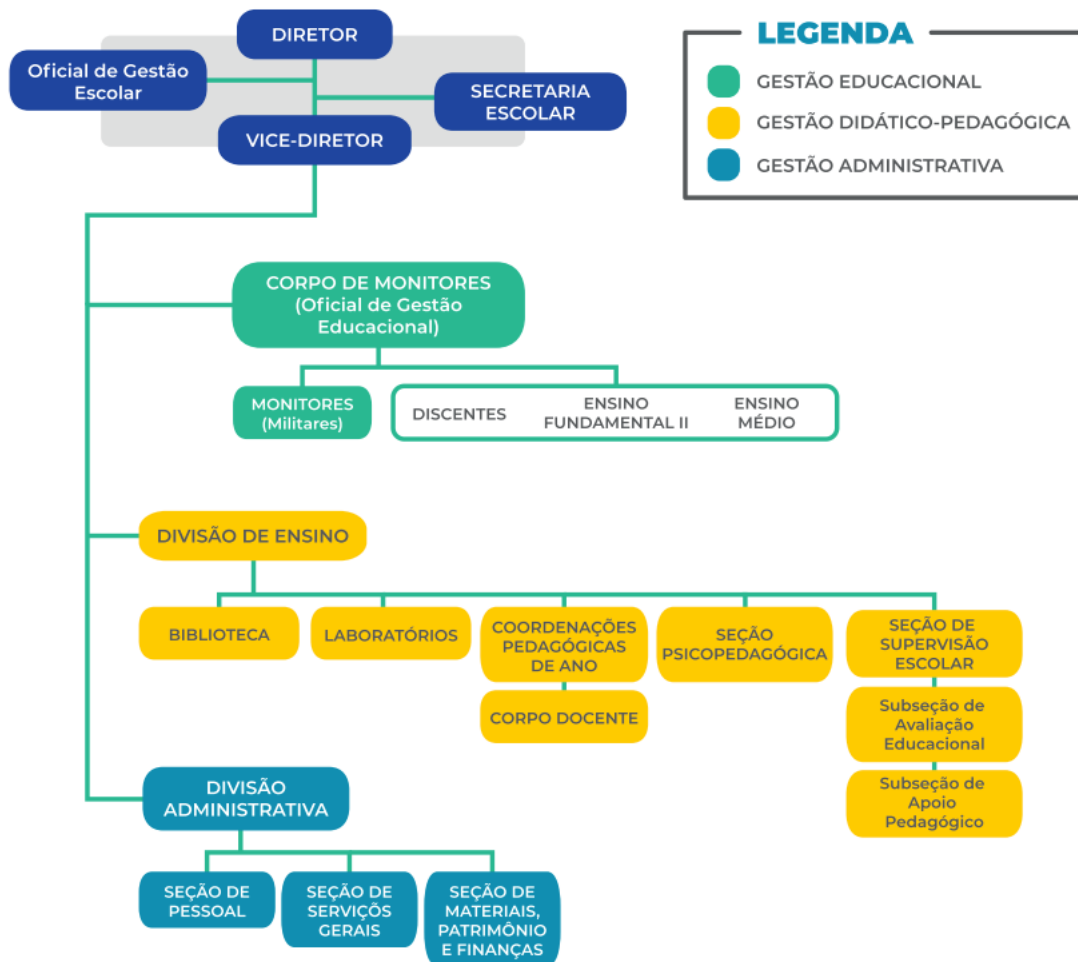 DIRETOR
Oficial de Gestão
Escolar
SECRETARIA
ESCOLAR
VICE-DIRETOR
LEGENDA
GESTÃO EDUCACIONAL
GESTÃO DIDÁTICO-PEDAGÓGICA
GESTÃO ADMINISTRATIVA
CORPO DE MONITORES
(Oficial de Gestão
Educacional)
MONITORES
(Militares)
DISCENTES
ENSINO
FUNDAMENTAL II
ENSINO
MÉDIO
DIVISÃO DE ENSINO
BIBLIOTECA
LABORATÓRIOS
COORDENAÇÕES
PEDAGÓGICAS
DE ANO
CORPO DOCENTE
SEÇÃO
PSICOPEDAGÓGICA
SEÇÃO DE
SUPERVISÃO
ESCOLAR
Subseção de
Avaliação
Educacional
Subseção de
Apoio
Pedagógico
DIVISÃO
ADMINISTRATIVA
SEÇÃO DE
PESSOAL
SEÇÃO DE
SERVIÇÕS
GERAIS
SEÇÃO DE
MATERIAIS,
PATRIMÔNIO
E FINANÇAS